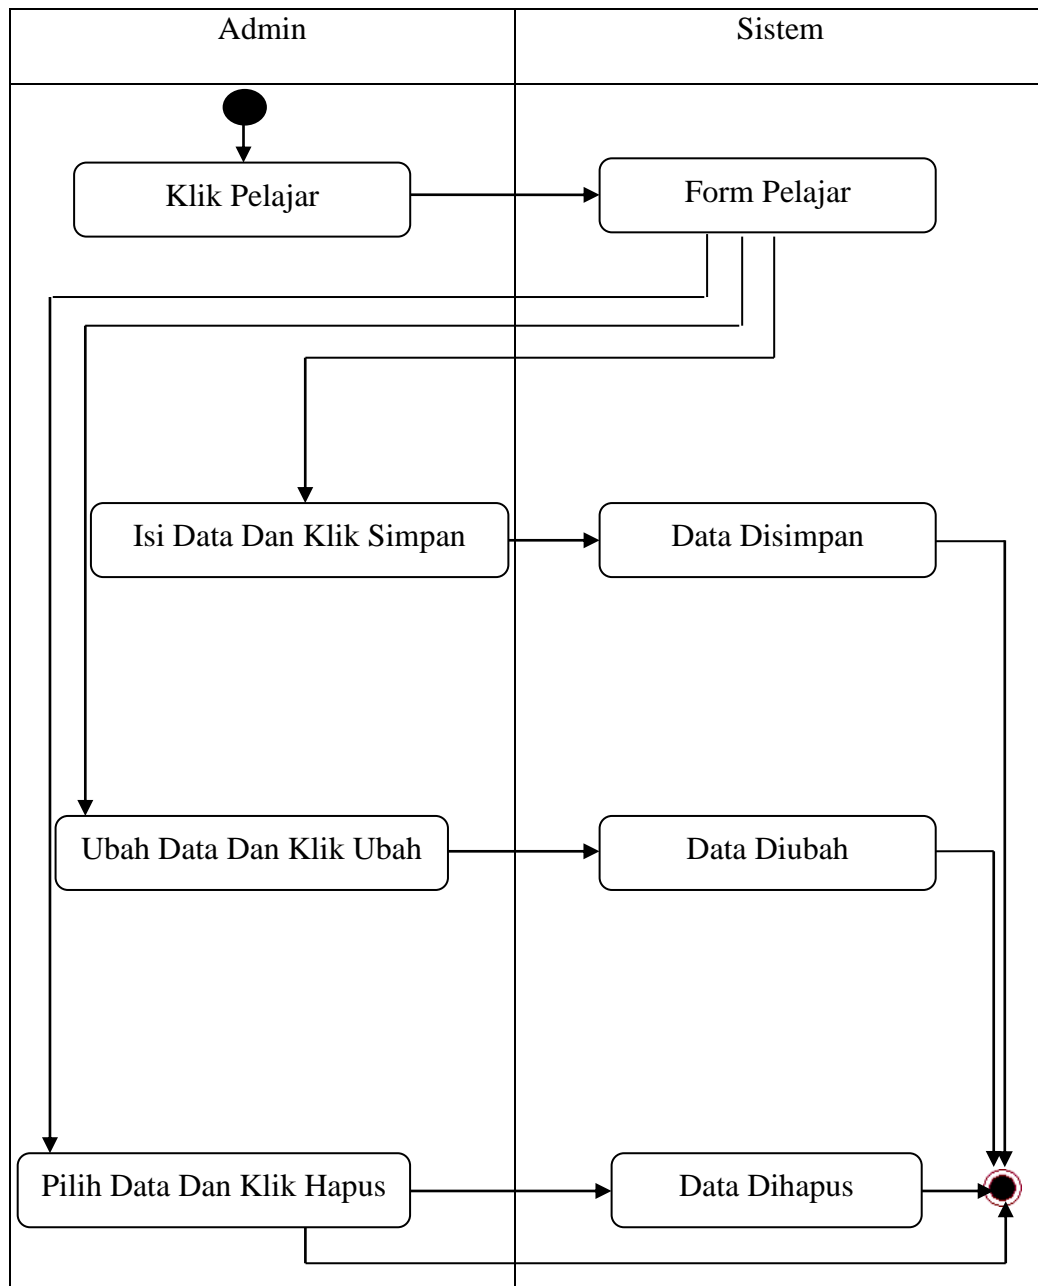 Admin
Sistem
Klik Pelajar
Form Pelajar
Isi Data Dan Klik Simpan
Data Disimpan
Ubah Data Dan Klik Ubah
Data Diubah
Pilih Data Dan Klik Hapus
Data Dihapus